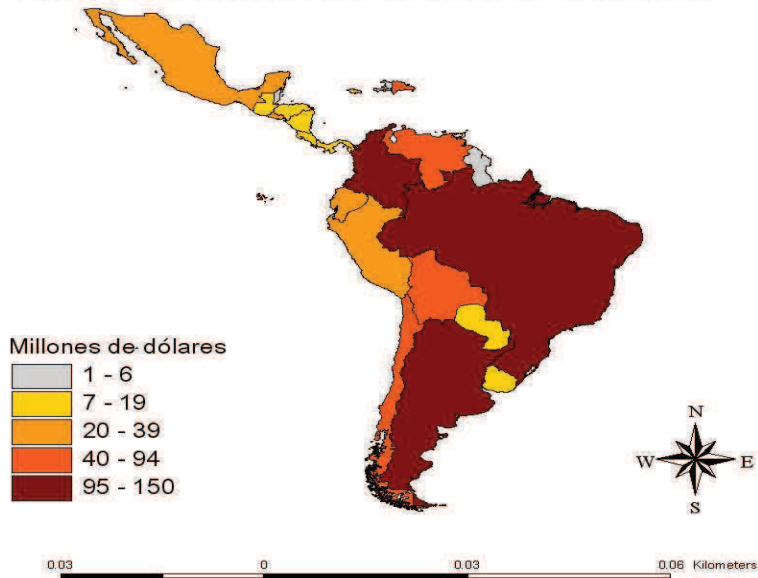 Millones de dólares
1 - 6
7 - 19
20 - 39
40 - 94
95 - 150
N
W E
S
0.03 0 0.03 0.06 Kilometers